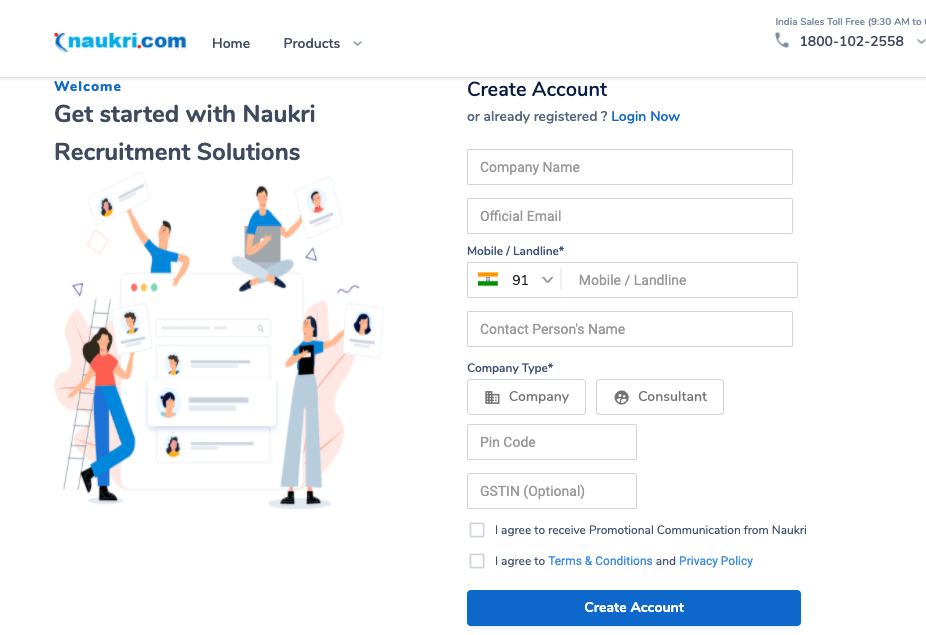 naukri.com
Home
Products
India Sales Toll Free (9:30 AM to
1800-102-2558
Welcome
Get started with Naukri
Recruitment Solutions
Create Account
or already registered ? Login Now
Company Name
Official Email
Mobile / Landline*
91
Mobile / Landline
Contact Person's Name
Company Type*
Company
Consultant
Pin Code
GSTIN (Optional)
I agree to receive Promotional Communication from Naukri
I agree to Terms & Conditions and Privacy Policy
Create Account